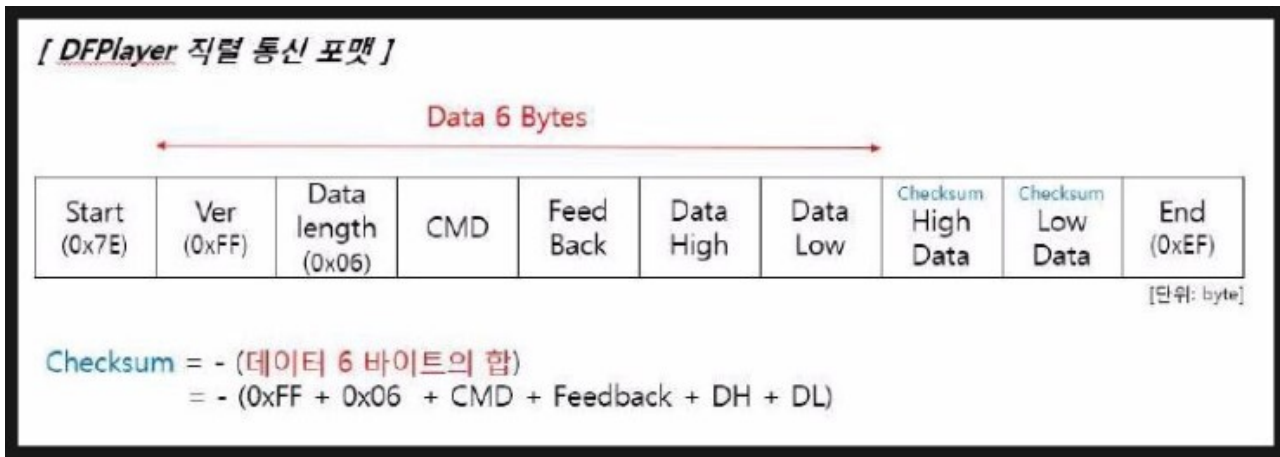 [ DFPlayer 직렬 통신 포맷 ]
Data 6 Bytes
Start
(0x7E)
Ver
(0xFF)
Data
length
(0x06)
CMD
Feed
Back
Data
High
Data
Low
Checksum
High
Data
Checksum
Low
Data
End
(0xEF)
[단위: byte]
Checksum = - (데이터 6 바이트의 합)
= - (0xFF + 0x06 + CMD + Feedback + DH + DL)